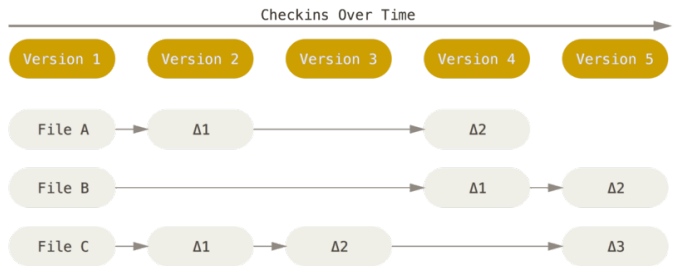 Checkins Over Time
Version 1 Version 2 Version 3 Version 4 Version 5
File A Δ1 Δ2
File B Δ1 Δ2
File C Δ1 Δ2 Δ3